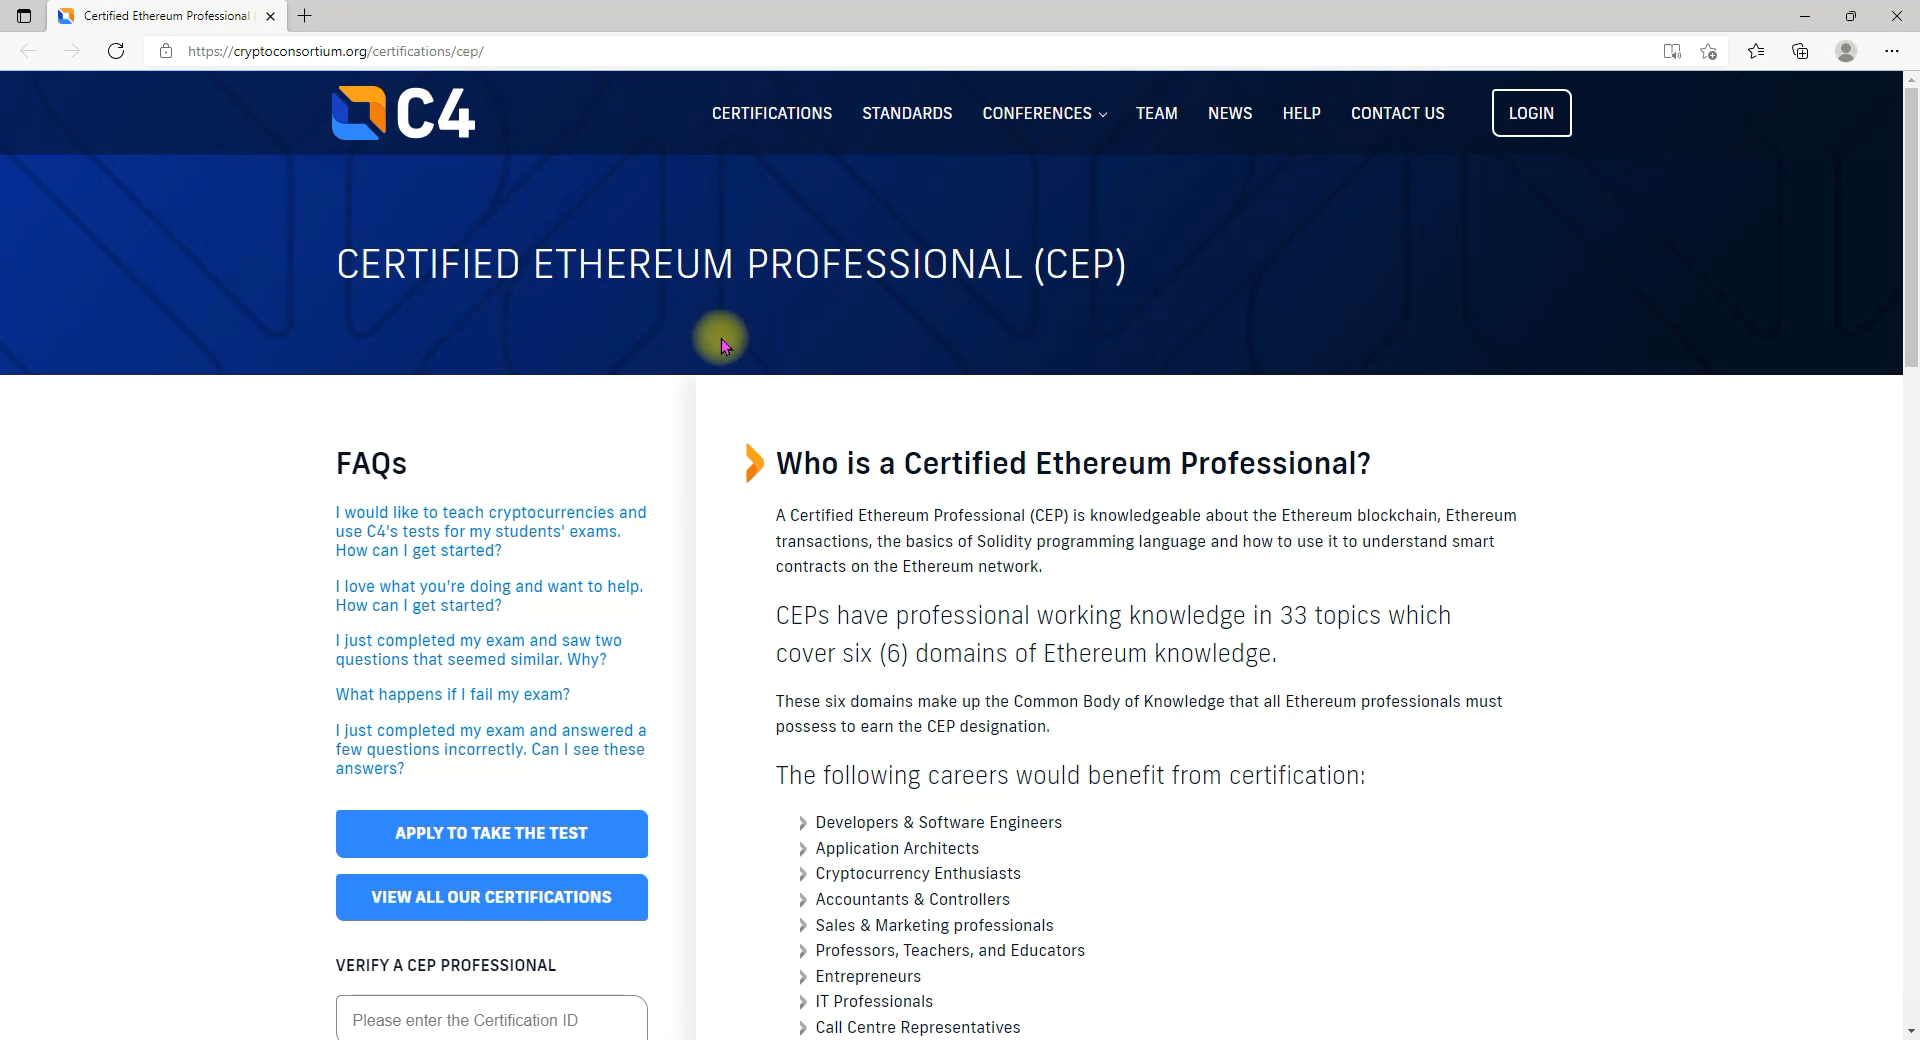 Certified Ethereum Professional
https://cryptoconsortium.org/certifications/cep/
C4
CERTIFICATIONS STANDARDS CONFERENCES TEAM NEWS HELP CONTACT US LOGIN
CERTIFIED ETHEREUM PROFESSIONAL (CEP)
FAQs
I would like to teach cryptocurrencies and
use C4's tests for my students' exams.
How can I get started?
I love what you're doing and want to help.
How can I get started?
I just completed my exam and saw two
questions that seemed similar. Why?
What happens if I fail my exam?
I just completed my exam and answered a
few questions incorrectly. Can I see these
answers?
APPLY TO TAKE THE TEST
VIEW ALL OUR CERTIFICATIONS
VERIFY A CEP PROFESSIONAL
Please enter the Certification ID
Who is a Certified Ethereum Professional?
A Certified Ethereum Professional (CEP) is knowledgeable about the Ethereum blockchain, Ethereum
transactions, the basics of Solidity programming language and how to use it to understand smart
contracts on the Ethereum network.
CEPs have professional working knowledge in 33 topics which
cover six (6) domains of Ethereum knowledge.
These six domains make up the Common Body of Knowledge that all Ethereum professionals must
possess to earn the CEP designation.
The following careers would benefit from certification:
Developers & Software Engineers
Application Architects
Cryptocurrency Enthusiasts
Accountants & Controllers
Sales & Marketing professionals
Professors, Teachers, and Educators
Entrepreneurs
IT Professionals
Call Centre Representatives